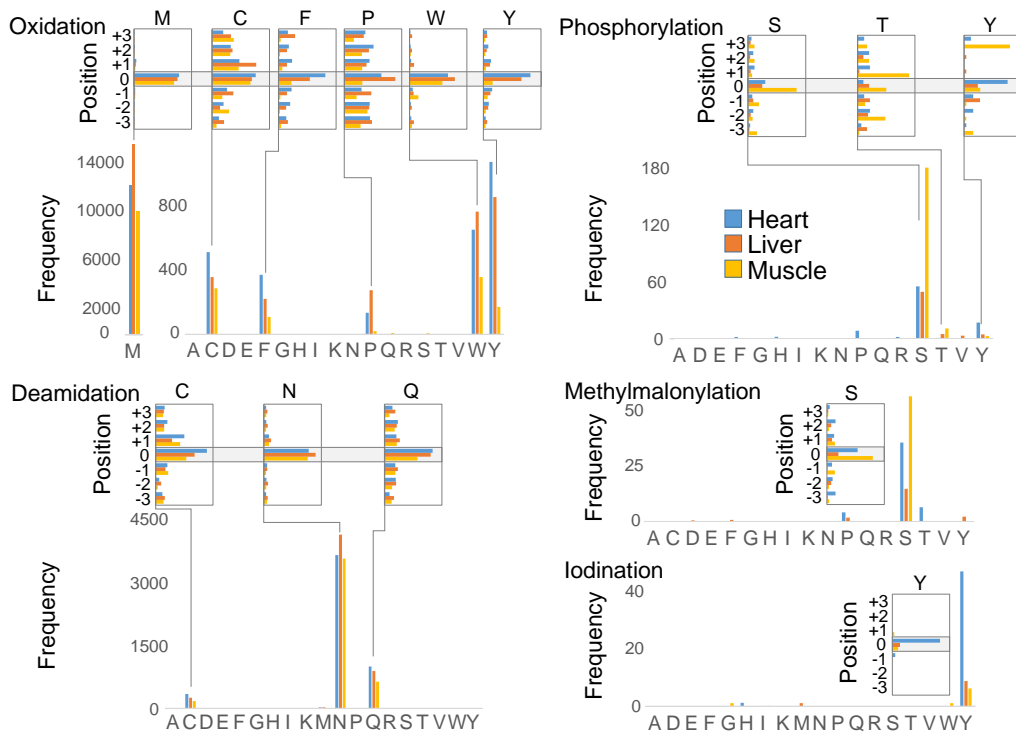 Oxidation
M C F P W Y
Position
+3
+2
+1
0
-1
-2
-3
Frequency
14000
10000
6000
2000
0
M
800
400
0
A C D E F G H I K N P Q R S T V W Y
Phosphorylation
S T Y
Position
+3
+2
+1
0
-1
-2
-3
Frequency
180
120
60
0
Heart
Liver
Muscle
A D E F G H I K N P Q R S T V Y
Deamidation
C N Q
Position
+3
+2
+1
0
-1
-2
-3
Frequency
4500
3000
1500
0
A C D E F G H I K M N P Q R S T V W Y
Methylmalonylation
S
Position
+3
+2
+1
0
-1
-2
-3
Frequency
50
25
0
A C D E F G H I K N P Q R S T V Y
Iodination
Y
Position
+3
+2
+1
0
-1
-2
-3
Frequency
40
20
0
A C D E F G H I K M N P Q R S T V W Y